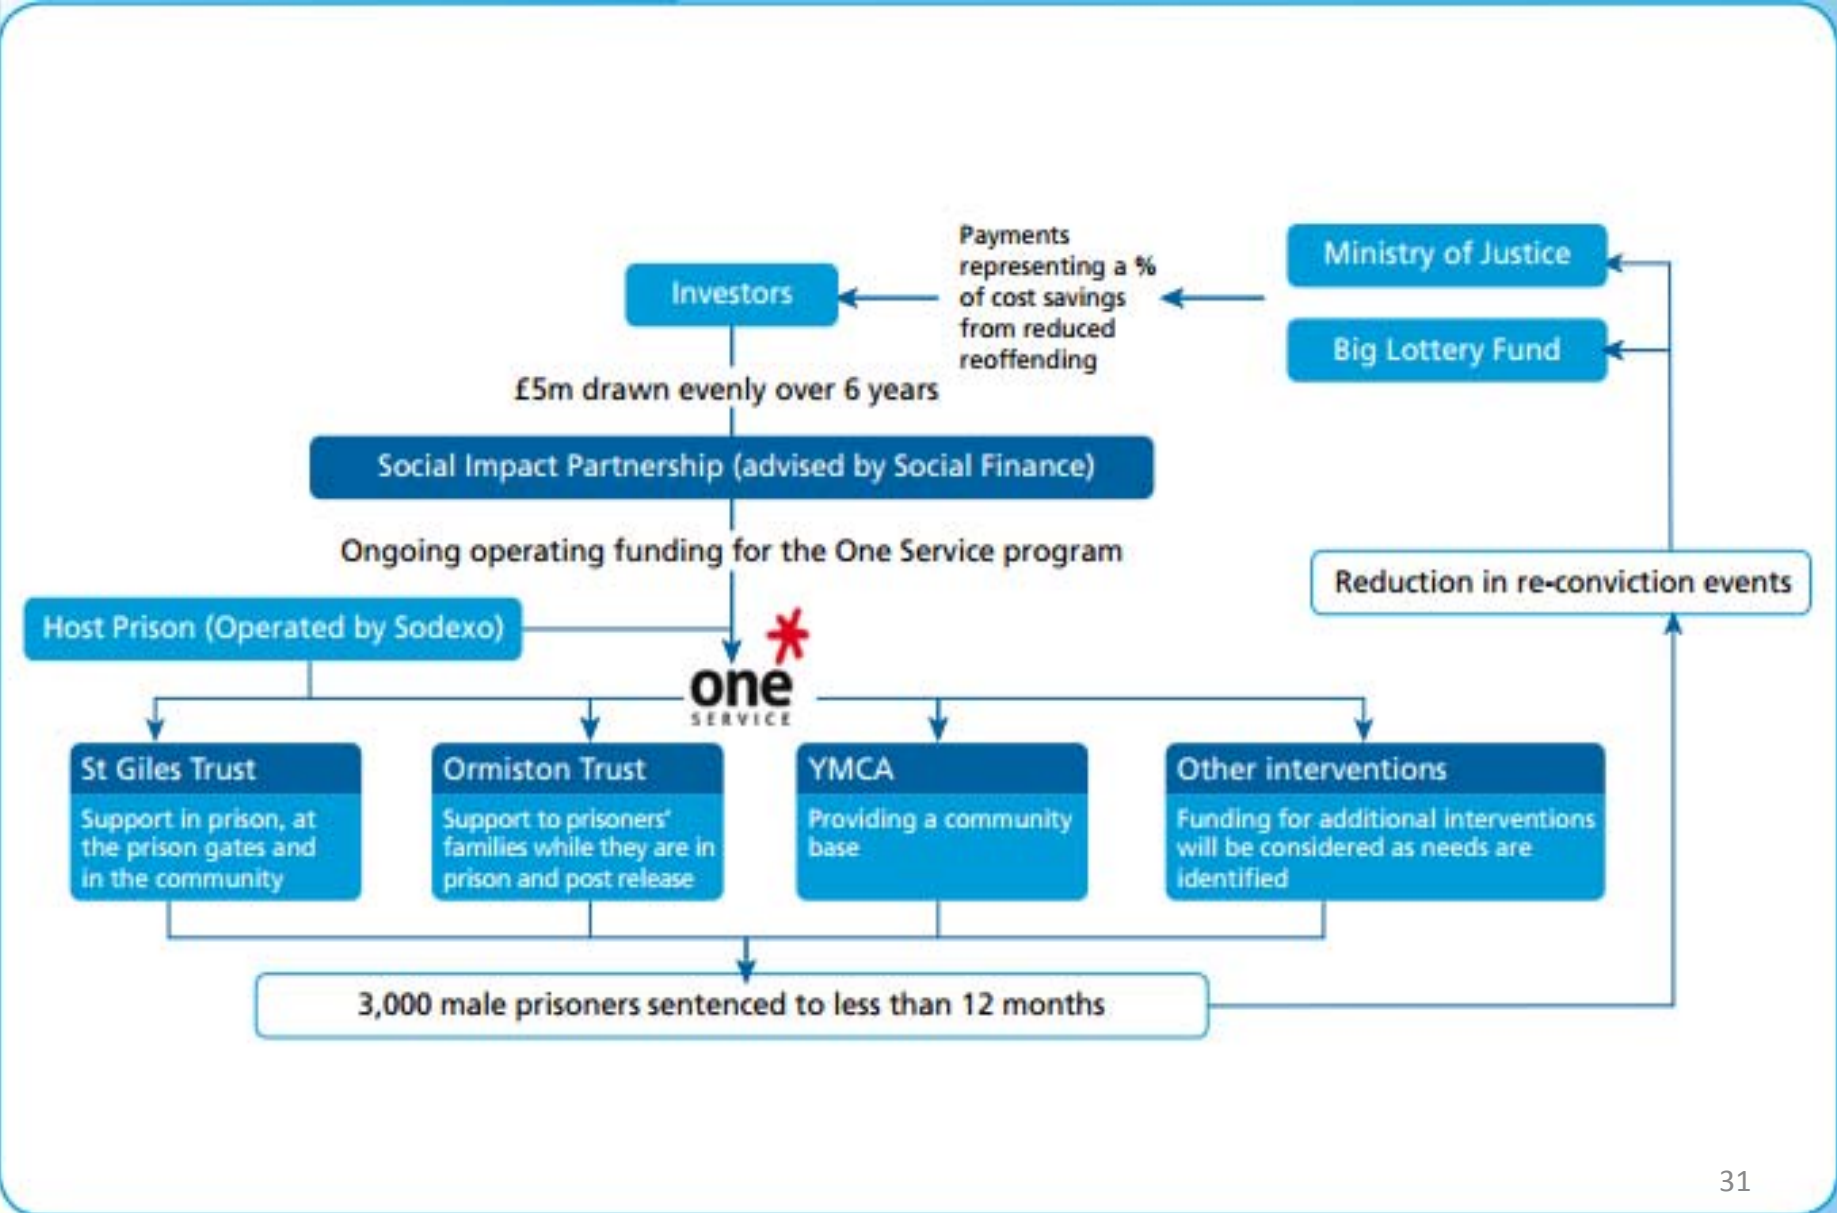 Payments
representing a %
of cost savings
from reduced
reoffending
Ministry of Justice
Investors
Big Lottery Fund
£5m drawn evenly over 6 years
Social Impact Partnership (advised by Social Finance)
Ongoing operating funding for the One Service program
Reduction in re-conviction events
Host Prison (Operated by Sodexo)
one
SERVICE
St Giles Trust
Support in prison, at
the prison gates and
in the community
Ormiston Trust
Support to prisoners'
families while they are in
prison and post release
YMCA
Providing a community
base
Other interventions
Funding for additional interventions
will be considered as needs are
identified
3,000 male prisoners sentenced to less than 12 months
31